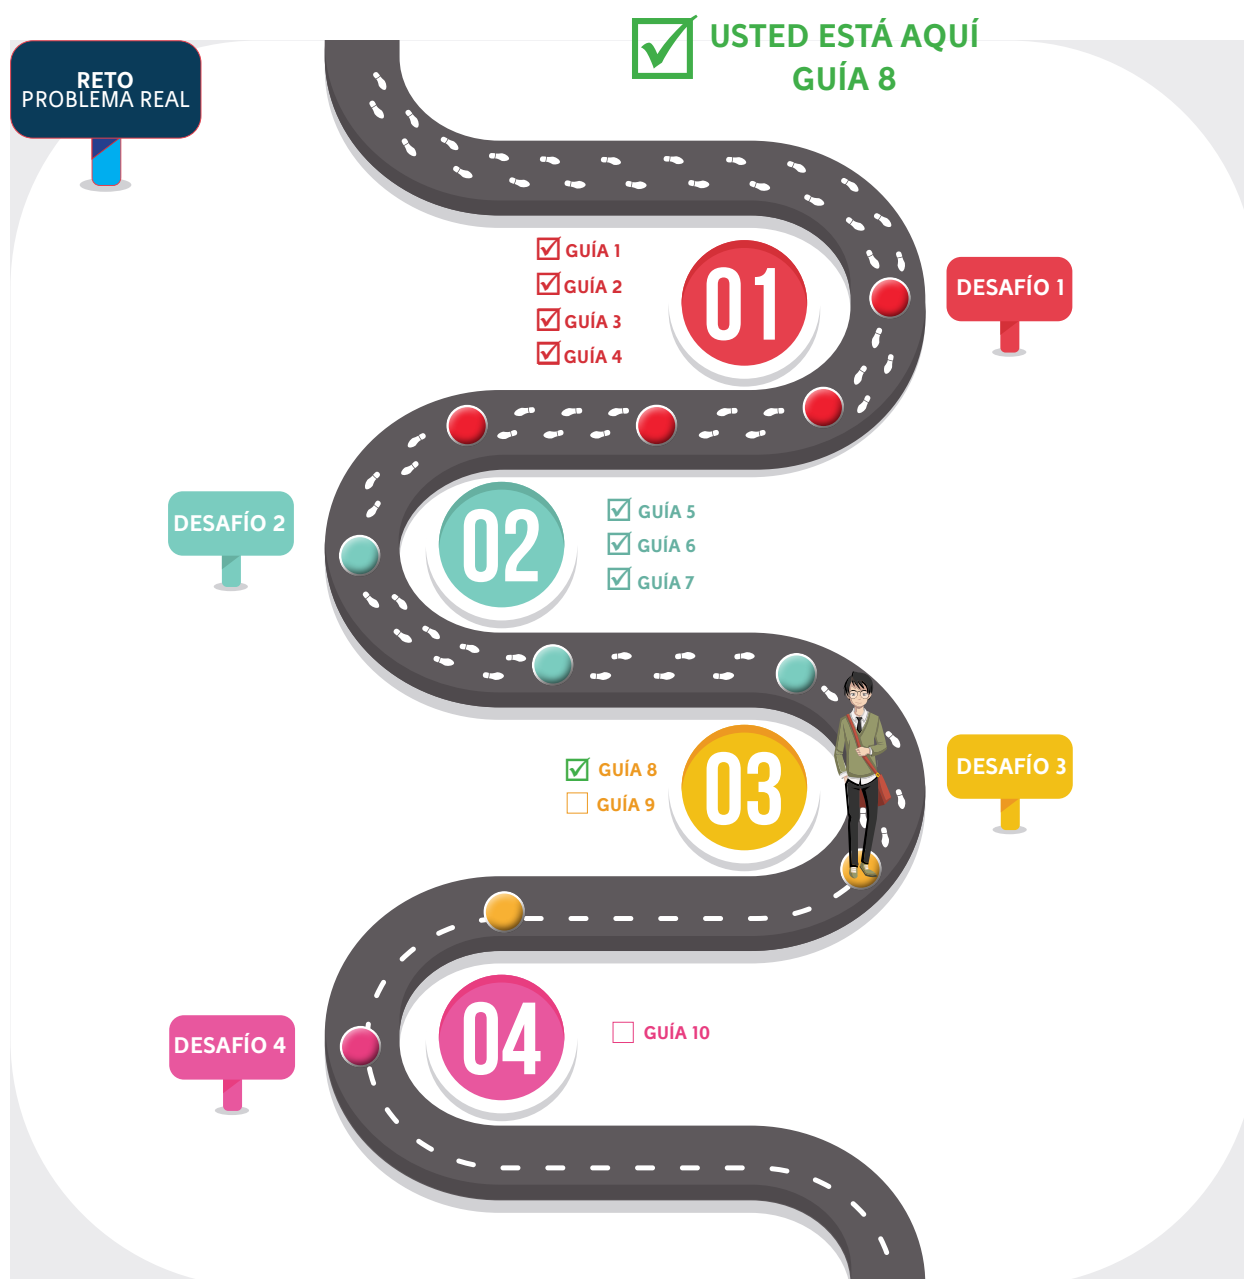 USTED ESTÁ AQUÍ
GUÍA 8
RETO
PROBLEMA REAL
GUÍA 1
GUÍA 2
GUÍA 3
GUÍA 4
01
DESAFÍO 1
DESAFÍO 2
02
GUÍA 5
GUÍA 6
GUÍA 7
GUÍA 8
GUÍA 9
03
DESAFÍO 3
DESAFÍO 4
04
GUÍA 10